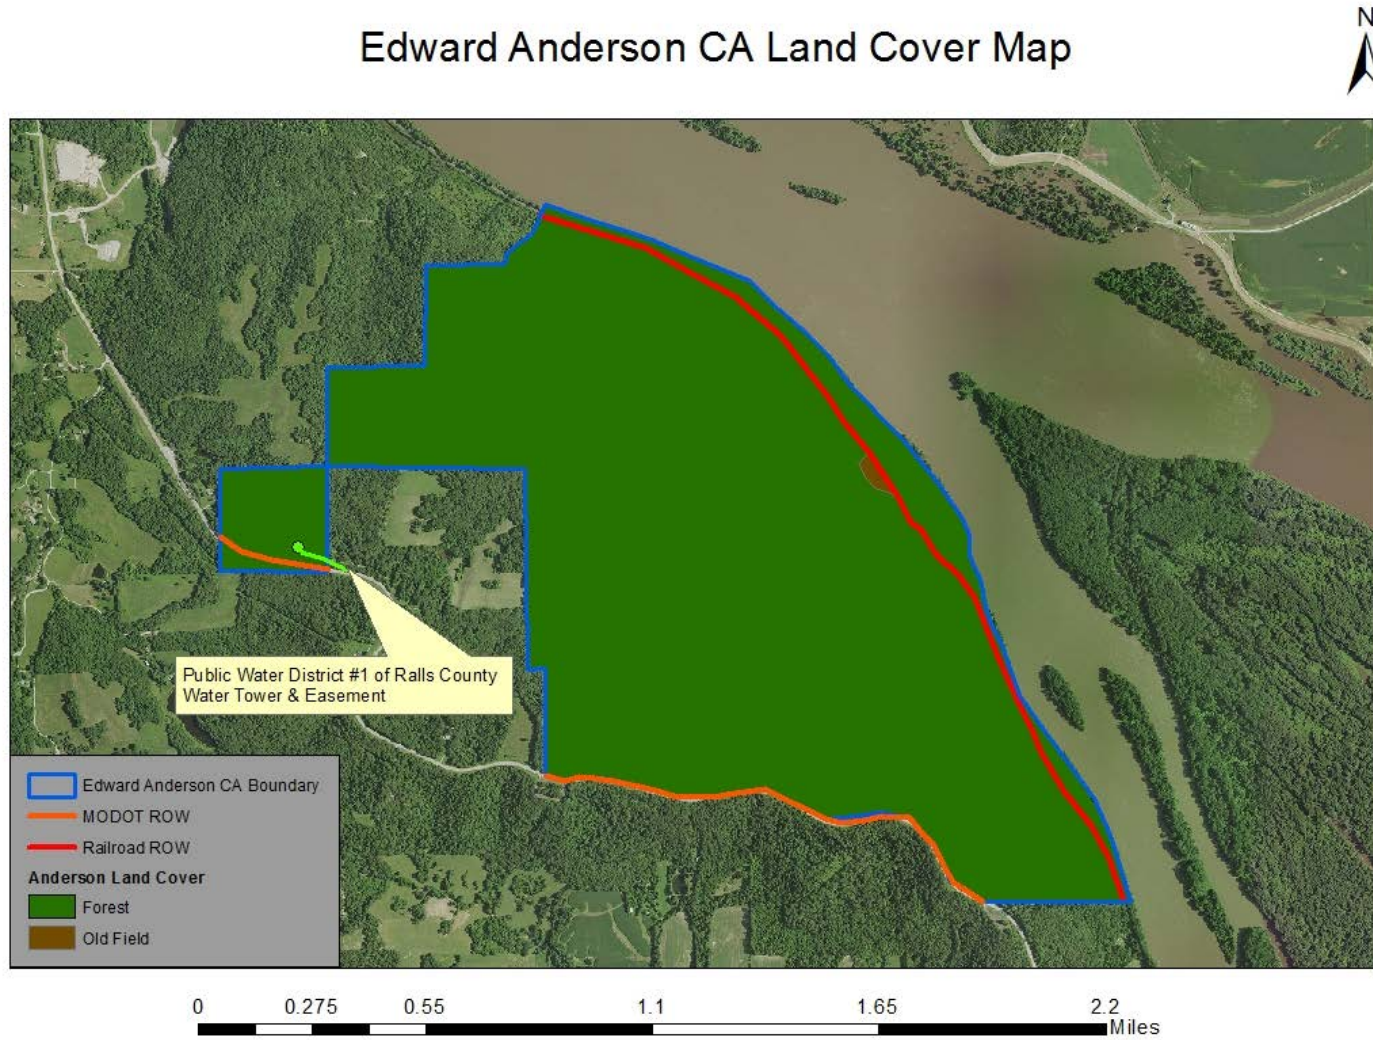 Edward Anderson CA Land Cover Map
N
Public Water District #1 of Ralls County
Water Tower & Easement
Edward Anderson CA Boundary
MODOT ROW
Railroad ROW
Anderson Land Cover
Forest
Old Field
0 0.275 0.55 1.1 1.65 2.2
Miles